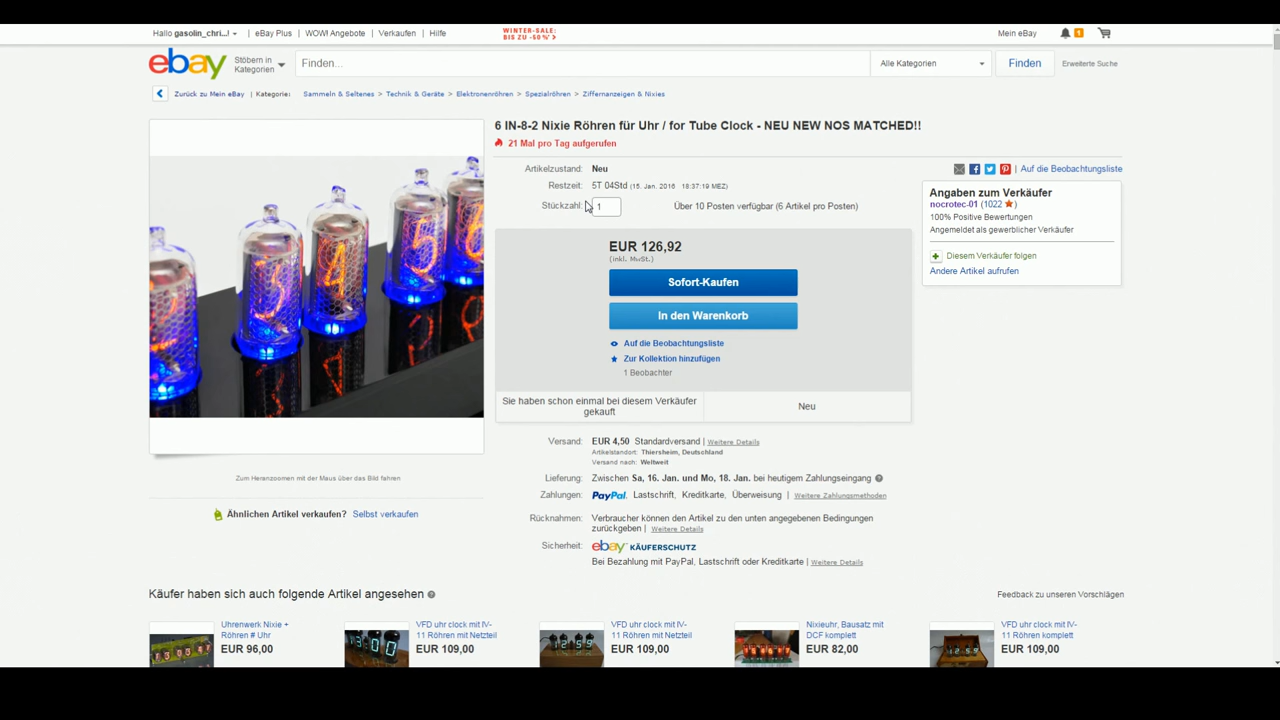 Hallo gasolin_chri...! eBay Plus WOW! Angebote Verkaufen Hilfe
WINTER-SALE:
BIS ZU -60%* >
Mein eBay
1
ebay
Stöbern in
Kategorien
Finden...
Alle Kategorien
Finden
Erweiterte Suche
Zurück zu Mein eBay | Kategorie: Sammeln & Seltenes > Technik & Geräte > Elektronenröhren > Spezialröhren > Ziffernanzeigen & Nixies
6 IN-8-2 Nixie Röhren für Uhr / for Tube Clock - NEU NEW NOS MATCHED!!
21 Mal pro Tag aufgerufen
Artikelzustand: Neu
Restzeit: 5T 04Std (15. Jan. 2016 18:37:19 MEZ)
Stückzahl: 1 Über 10 Posten verfügbar (6 Artikel pro Posten)
EUR 126,92
(inkl. MwSt.)
Sofort-Kaufen
In den Warenkorb
Auf die Beobachtungsliste
Zur Kollektion hinzufügen
1 Beobachter
Sie haben schon einmal bei diesem Verkäufer
gekauft
Neu
| Auf die Beobachtungsliste
Angaben zum Verkäufer
nocrotec-01 (1022 )
100% Positive Bewertungen
Angemeldet als gewerblicher Verkäufer
Diesem Verkäufer folgen
Andere Artikel aufrufen
3 4 5
Zum Heranzoomen mit der Maus über das Bild fahren
Ähnlichen Artikel verkaufen? Selbst verkaufen
Versand: EUR 4,50 Standardversand | Weitere Details
Artikelstandort: Thiersheim, Deutschland
Versand nach: Weltweit
Lieferung: Zwischen Sa, 16. Jan. und Mo, 18. Jan. bei heutigem Zahlungseingang
Zahlungen: PayPal, Lastschrift, Kreditkarte, Überweisung | Weitere Zahlungsmethoden
Rücknahmen: Verbraucher können den Artikel zu den unten angegebenen Bedingungen
zurückgeben | Weitere Details
Sicherheit: ebay KÄUFERSCHUTZ
Bei Bezahlung mit PayPal, Lastschrift oder Kreditkarte | Weitere Details
Käufer haben sich auch folgende Artikel angesehen
Feedback zu unseren Vorschlägen
Uhrenwerk Nixie +
Röhren # Uhr
EUR 96,00
VFD uhr clock mit IV-
11 Röhren mit Netzteil
EUR 109,00
VFD uhr clock mit IV-
11 Röhren mit Netzteil
EUR 109,00
Nixieuhr, Bausatz mit
DCF komplett
EUR 82,00
VFD uhr clock mit IV-
11 Röhren komplett
EUR 109,00